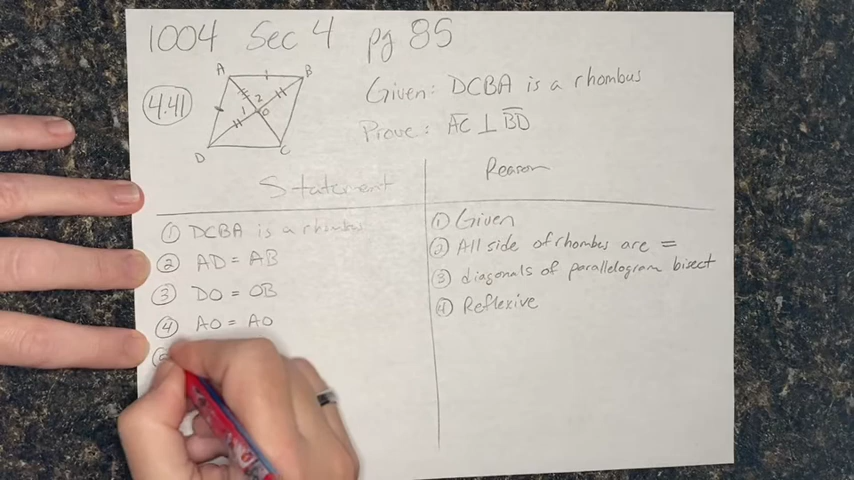 1004 Sec 4 pg 85
4.41
A
B
1
2
O
D
C
Given: DCBA is a rhombus
Prove: AC ⊥ BD
Statement
Reason
① DCBA is a rhombus
② AD = AB
③ DO = OB
④ AO = AO
⑤
① Given
② All side of rhombus are =
③ diagonals of parallelogram bisect
④ Reflexive